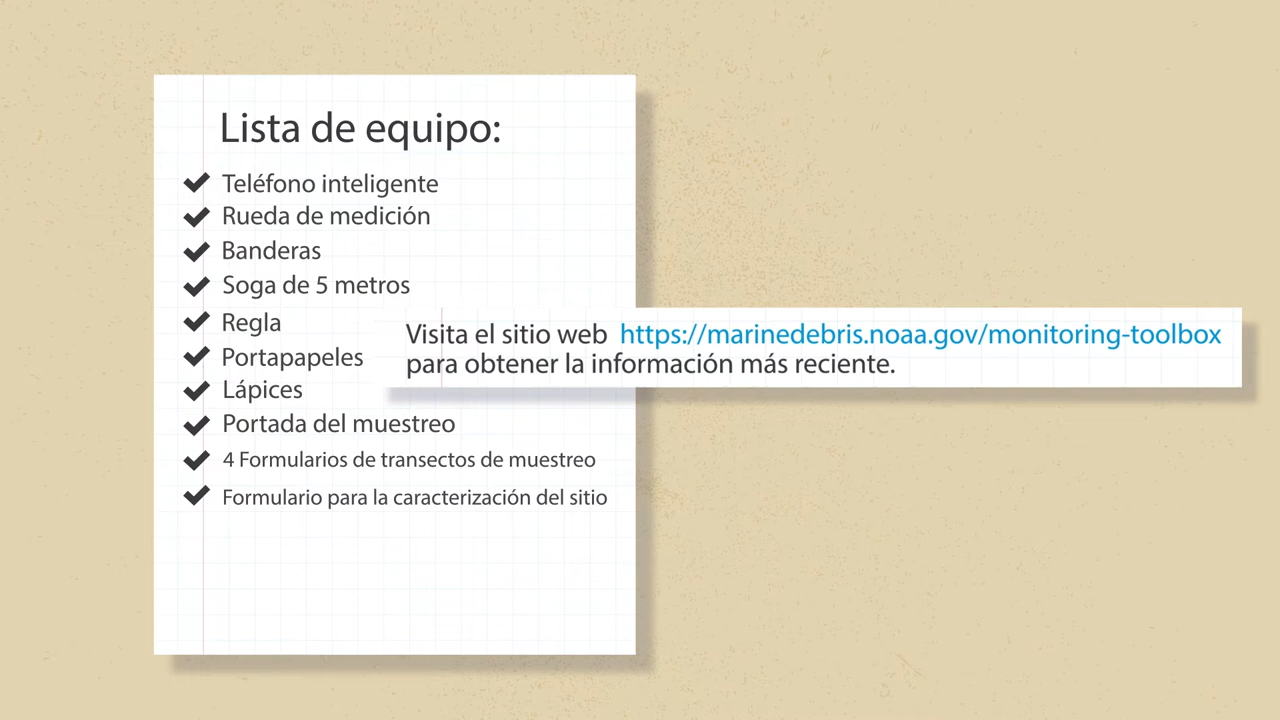 Lista de equipo:
Teléfono inteligente
Rueda de medición
Banderas
Soga de 5 metros
Regla
Portapapeles
Lápices
Portada del muestreo
4 Formularios de transectos de muestreo
Formulario para la caracterización del sitio
Visita el sitio web https://marinedebris.noaa.gov/monitoring-toolbox
para obtener la información más reciente.